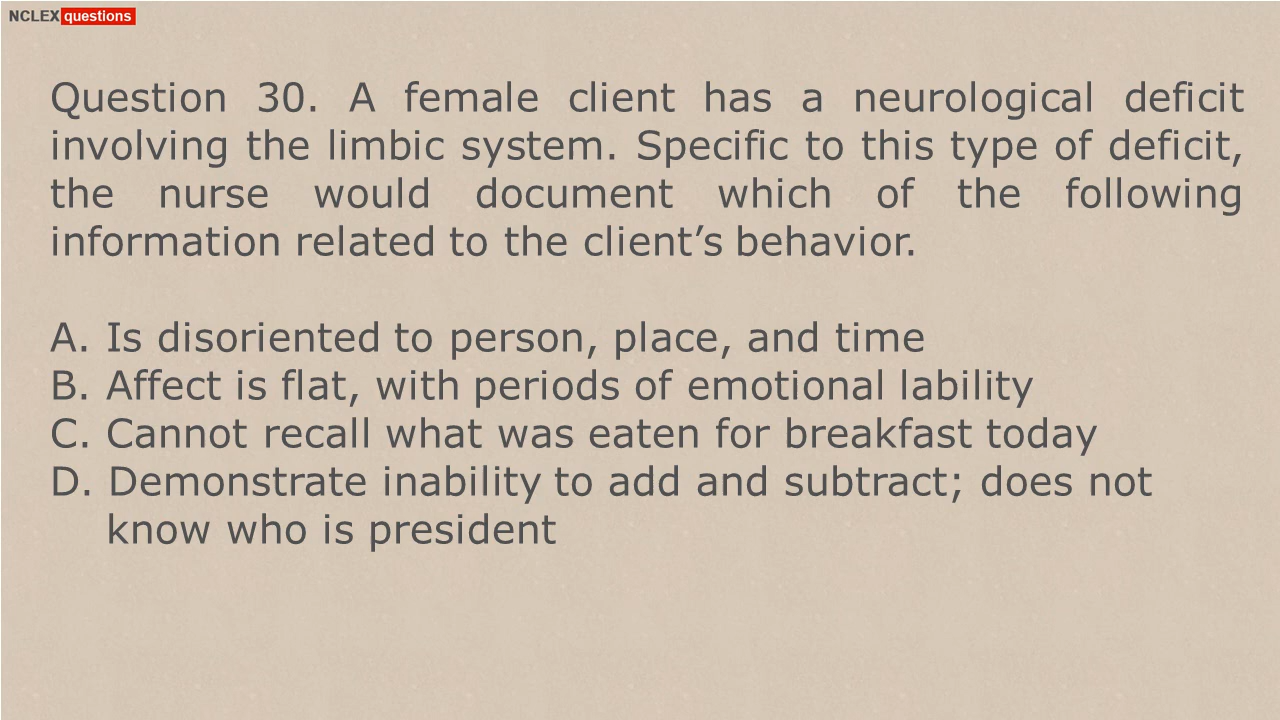 NCLEX questions
Question 30. A female client has a neurological deficit
involving the limbic system. Specific to this type of deficit,
the nurse would document which of the following
information related to the client’s behavior.
A. Is disoriented to person, place, and time
B. Affect is flat, with periods of emotional lability
C. Cannot recall what was eaten for breakfast today
D. Demonstrate inability to add and subtract; does not
know who is president